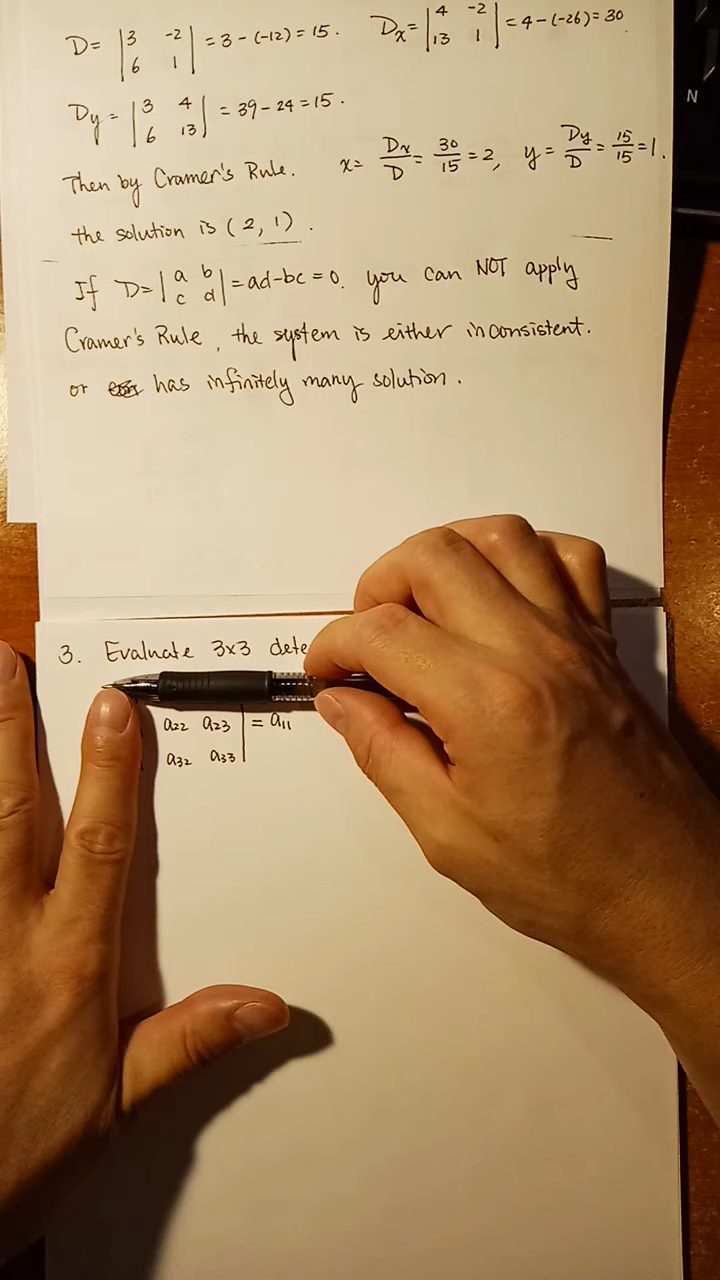 D= | 3 -2 | = 3 - (-12) = 15. Dx= | 4 -2 | = 4 - (-26) = 30
| 6 1 | | 13 1 |
Dy = | 3 4 | = 39 - 24 = 15.
| 6 13 |
Then by Cramer's Rule. x= Dx/D = 30/15 = 2, y = Dy/D = 15/15 = 1.
the solution is (2, 1).
If D= | a b | = ad-bc = 0. you can NOT apply
| c d |
Cramer's Rule, the system is either inconsistent.
or has infinitely many solution.
3. Evaluate 3x3 dete
a22 a23 | = a11
a32 a33 |
N